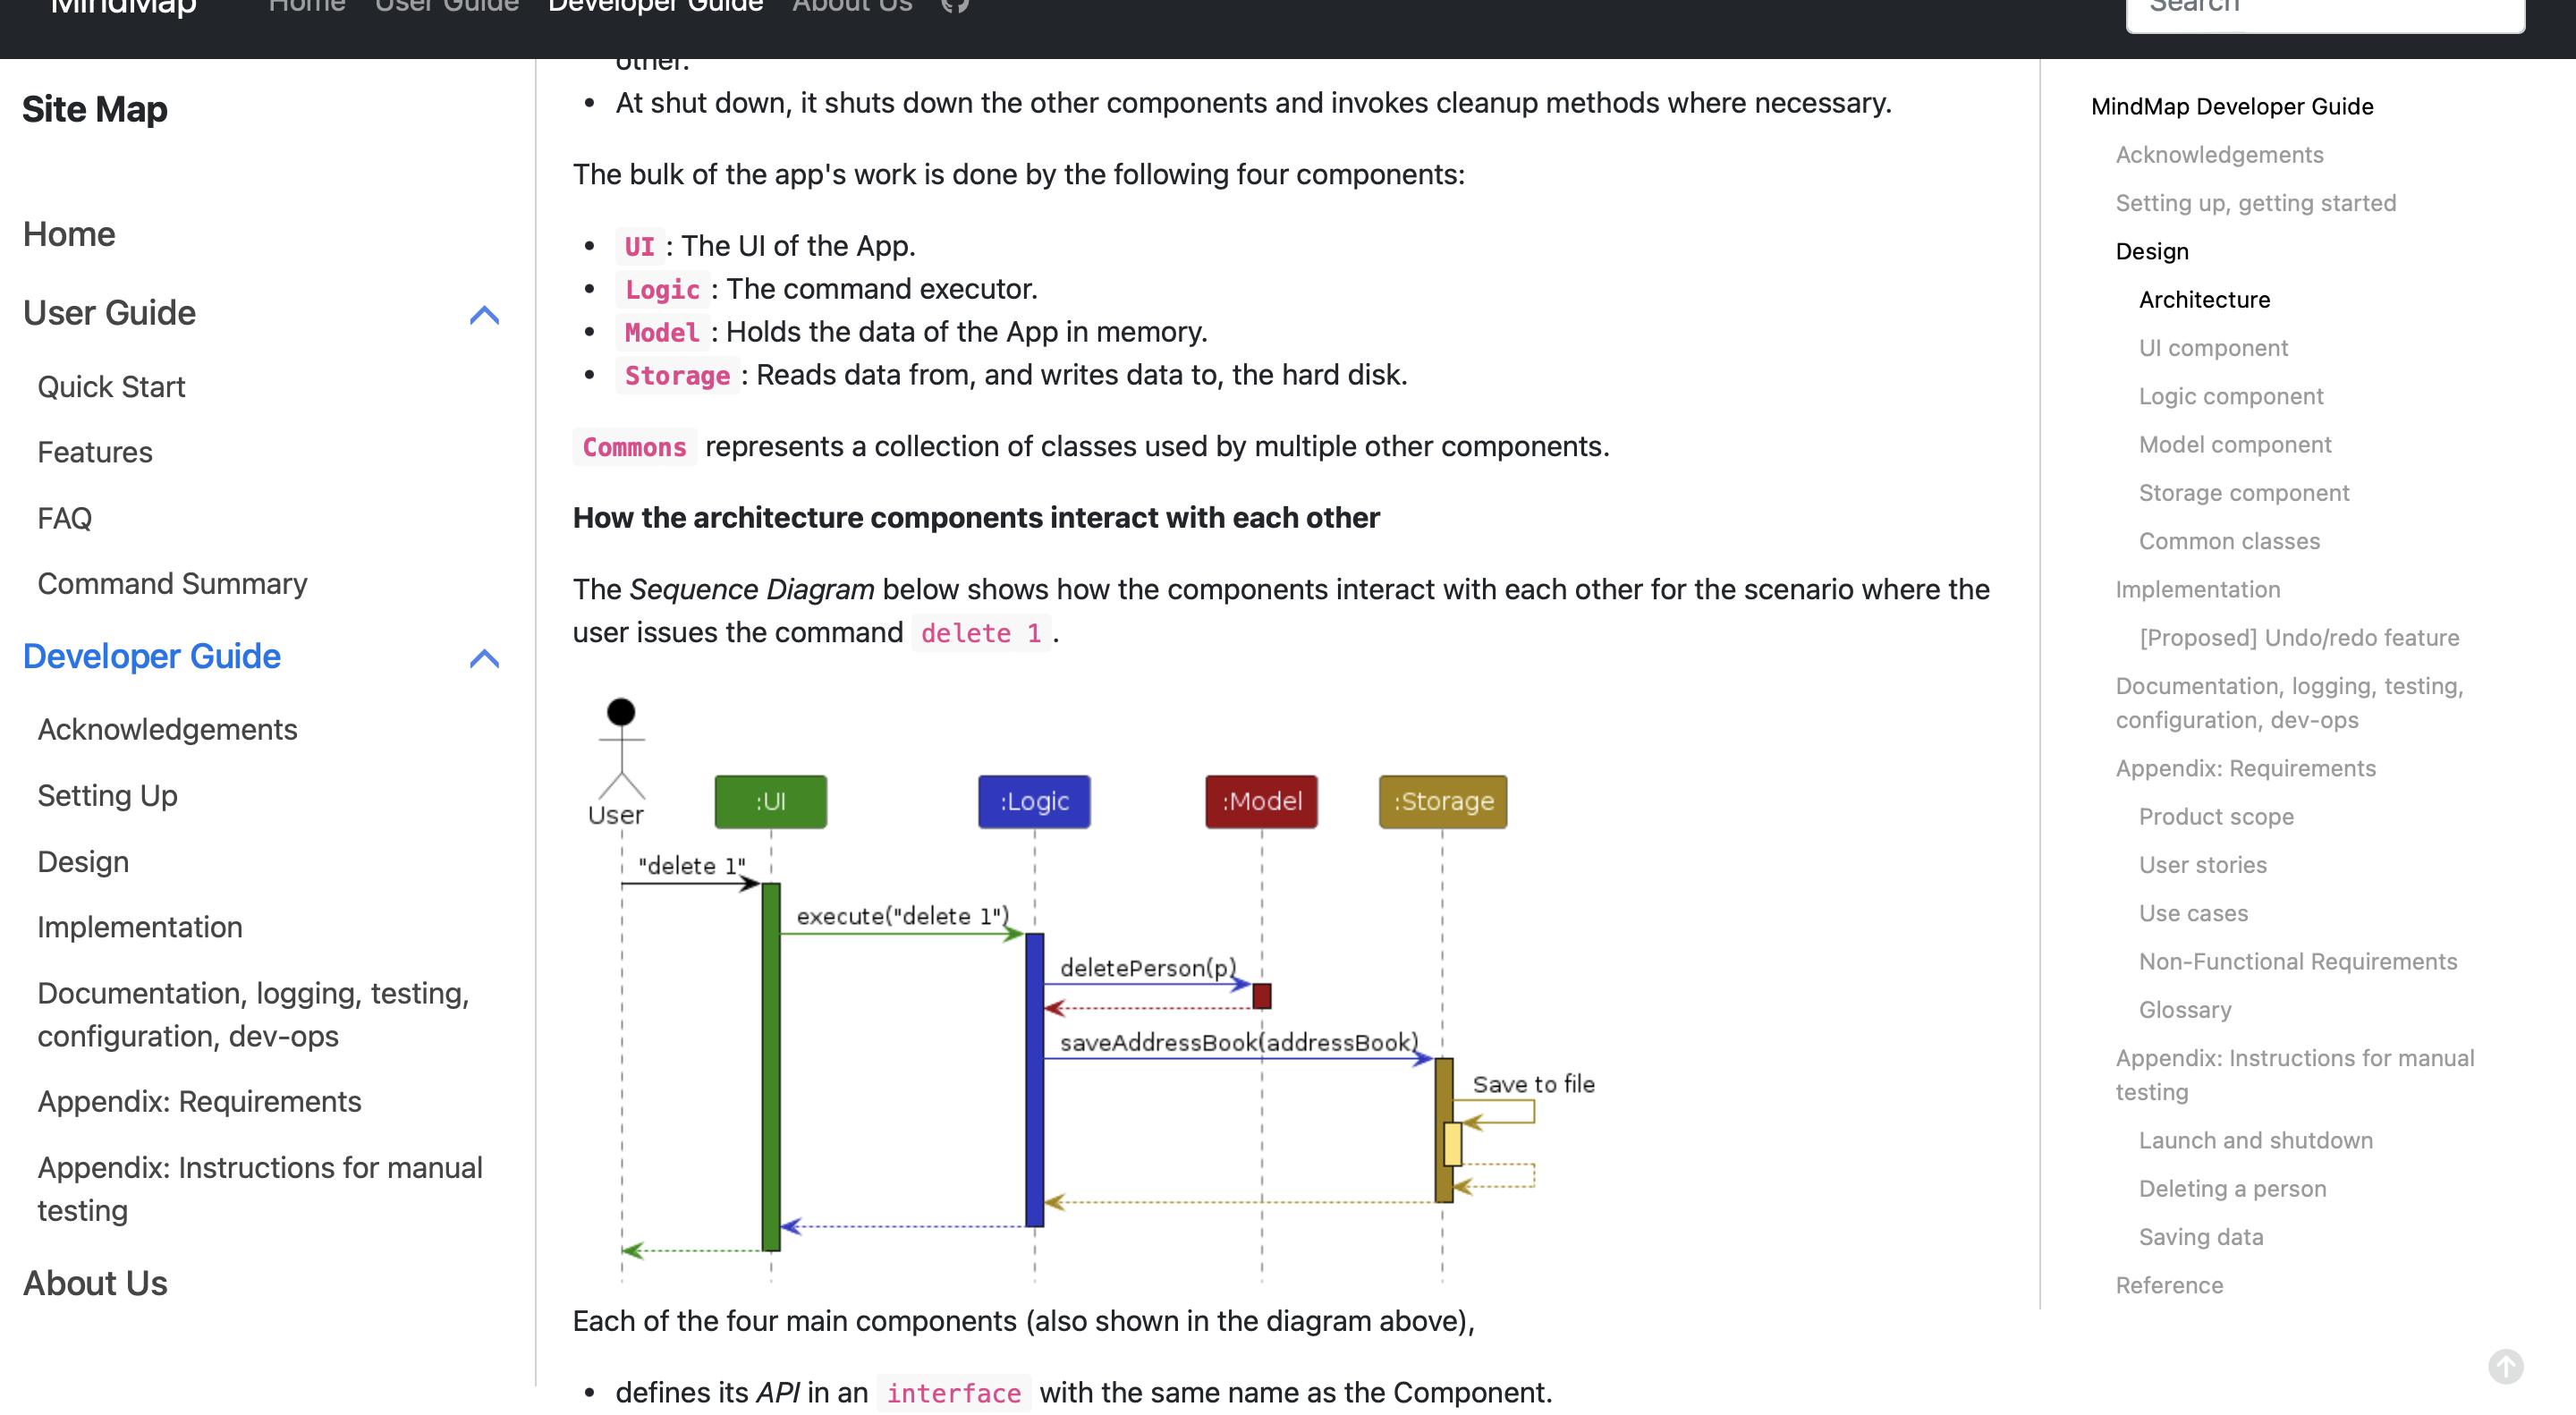 MindMap Home User Guide Developer Guide About Us Search
Site Map
Home
User Guide
Quick Start
Features
FAQ
Command Summary
Developer Guide
Acknowledgements
Setting Up
Design
Implementation
Documentation, logging, testing,
configuration, dev-ops
Appendix: Requirements
Appendix: Instructions for manual
testing
About Us
other.
• At shut down, it shuts down the other components and invokes cleanup methods where necessary.
The bulk of the app's work is done by the following four components:
• UI : The UI of the App.
• Logic : The command executor.
• Model : Holds the data of the App in memory.
• Storage : Reads data from, and writes data to, the hard disk.
Commons represents a collection of classes used by multiple other components.
How the architecture components interact with each other
The Sequence Diagram below shows how the components interact with each other for the scenario where the
user issues the command delete 1 .
User
:UI
:Logic
:Model
:Storage
"delete 1"
execute("delete 1")
deletePerson(p)
saveAddressBook(addressBook)
Save to file
Each of the four main components (also shown in the diagram above),
• defines its API in an interface with the same name as the Component.
MindMap Developer Guide
Acknowledgements
Setting up, getting started
Design
Architecture
UI component
Logic component
Model component
Storage component
Common classes
Implementation
[Proposed] Undo/redo feature
Documentation, logging, testing,
configuration, dev-ops
Appendix: Requirements
Product scope
User stories
Use cases
Non-Functional Requirements
Glossary
Appendix: Instructions for manual
testing
Launch and shutdown
Deleting a person
Saving data
Reference